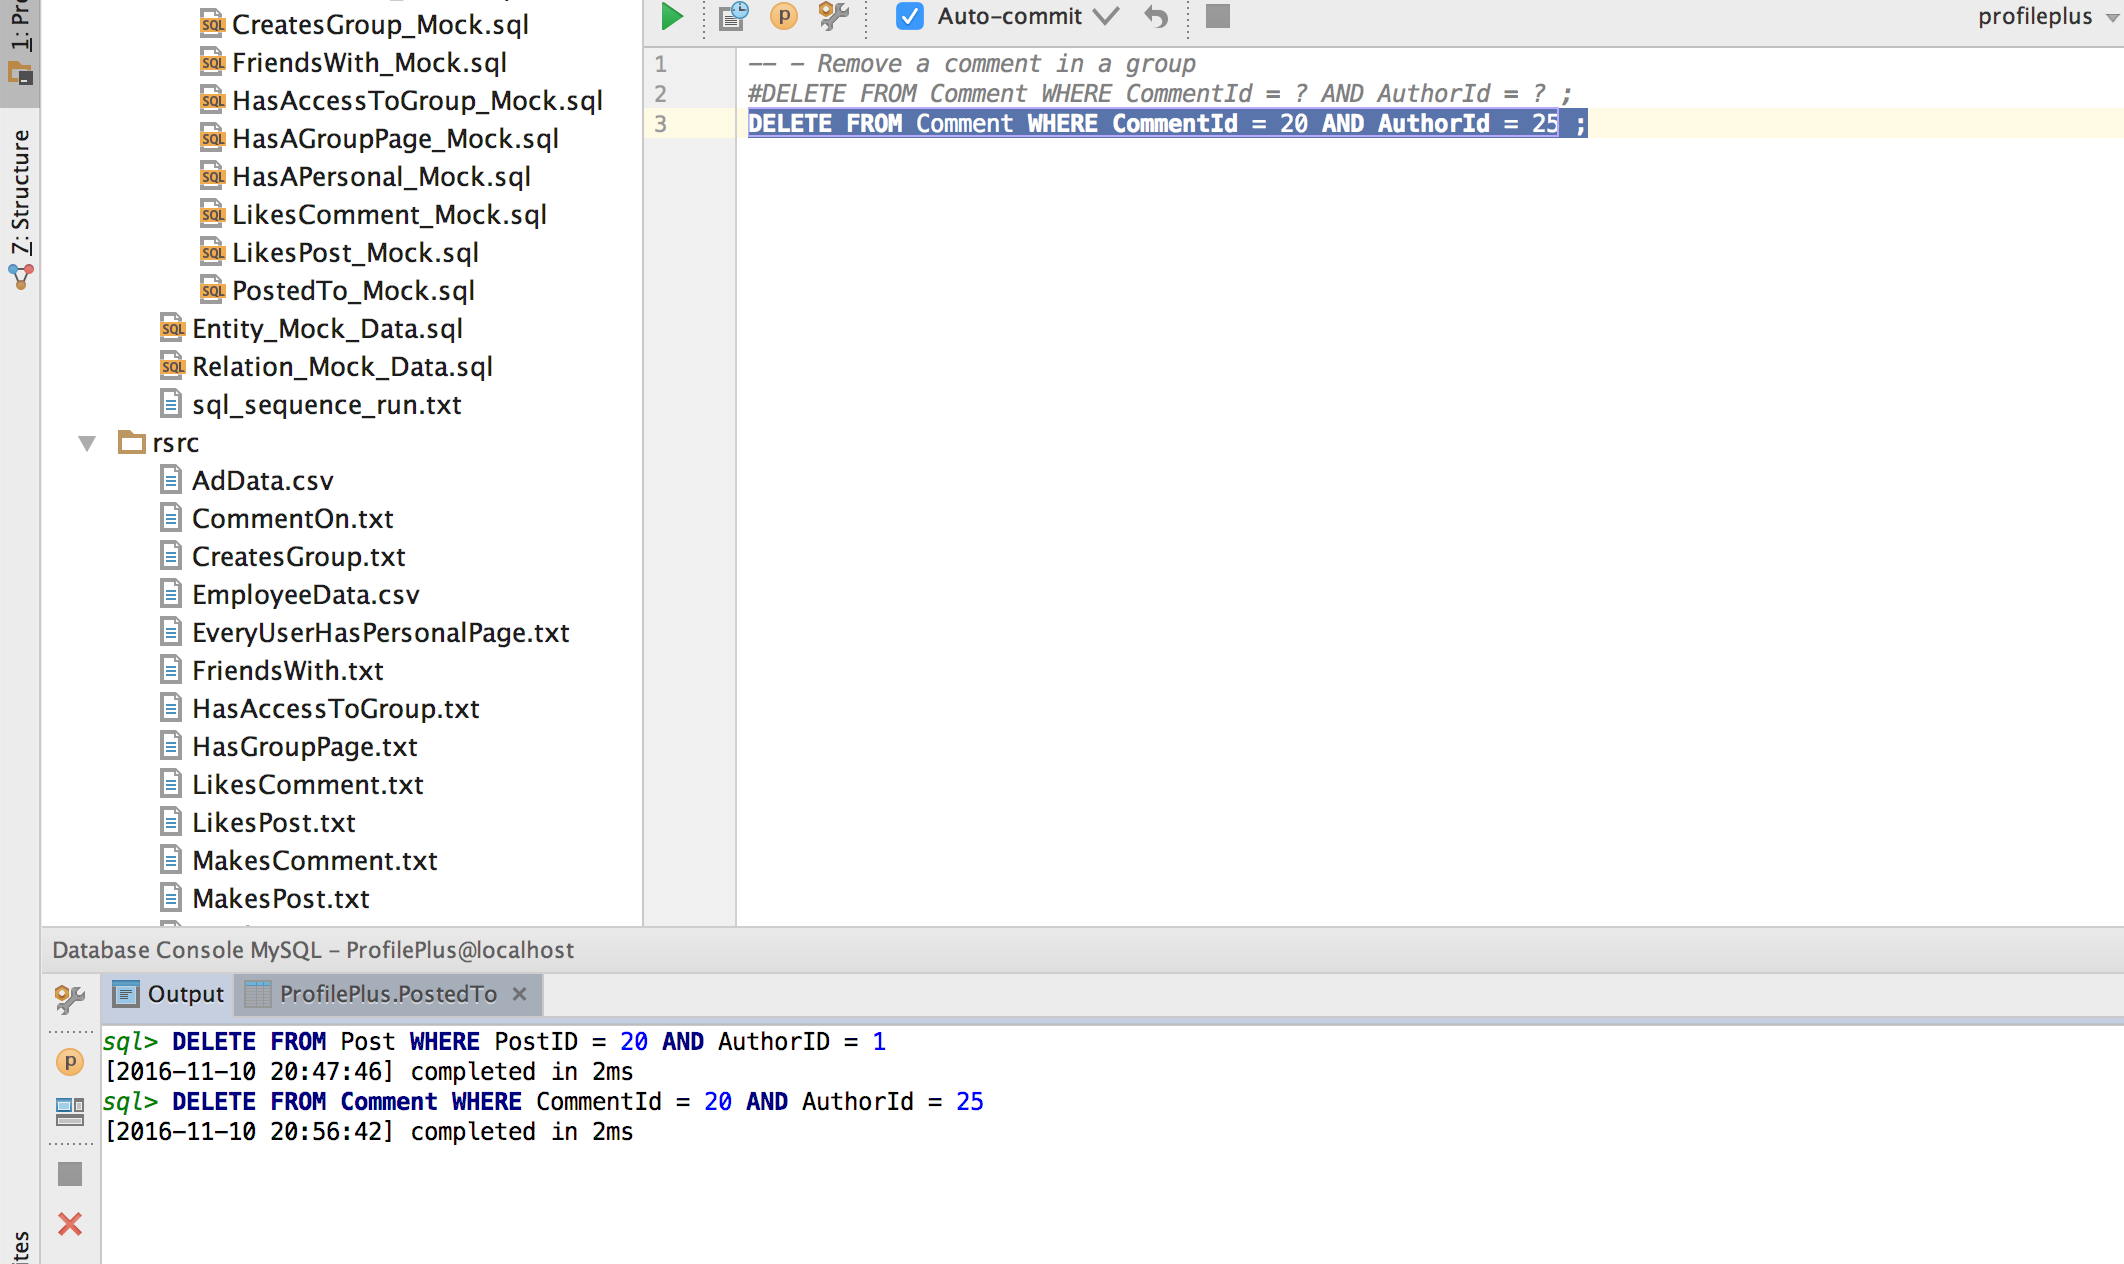 1: Pro
7: Structure
CreatesGroup_Mock.sql
FriendsWith_Mock.sql
HasAccessToGroup_Mock.sql
HasAGroupPage_Mock.sql
HasAPersonal_Mock.sql
LikesComment_Mock.sql
LikesPost_Mock.sql
PostedTo_Mock.sql
Entity_Mock_Data.sql
Relation_Mock_Data.sql
sql_sequence_run.txt
rsrc
AdData.csv
CommentOn.txt
CreatesGroup.txt
EmployeeData.csv
EveryUserHasPersonalPage.txt
FriendsWith.txt
HasAccessToGroup.txt
HasGroupPage.txt
LikesComment.txt
LikesPost.txt
MakesComment.txt
MakesPost.txt
Auto-commit
profileplus
1 -- - Remove a comment in a group
2 #DELETE FROM Comment WHERE CommentId = ? AND AuthorId = ? ;
3 DELETE FROM Comment WHERE CommentId = 20 AND AuthorId = 25 ;
Database Console MySQL - ProfilePlus@localhost
Output ProfilePlus.PostedTo
sql> DELETE FROM Post WHERE PostID = 20 AND AuthorID = 1
[2016-11-10 20:47:46] completed in 2ms
sql> DELETE FROM Comment WHERE CommentId = 20 AND AuthorId = 25
[2016-11-10 20:56:42] completed in 2ms
ites